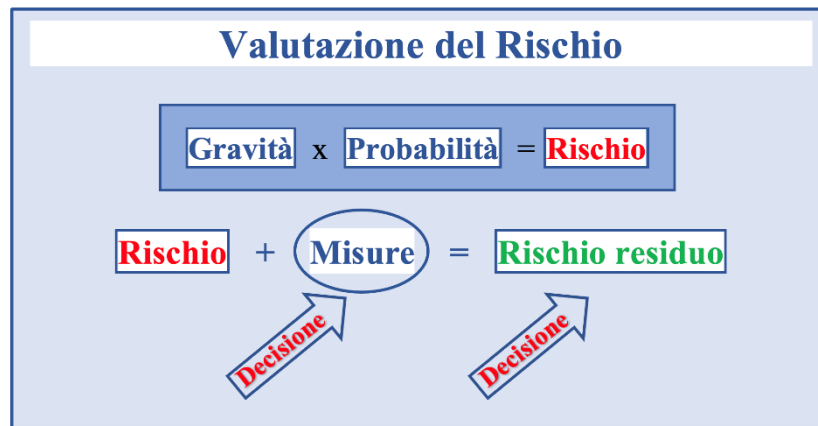 Valutazione del Rischio
Gravità x Probabilità = Rischio
Rischio + Misure = Rischio residuo
Decisione
Decisione